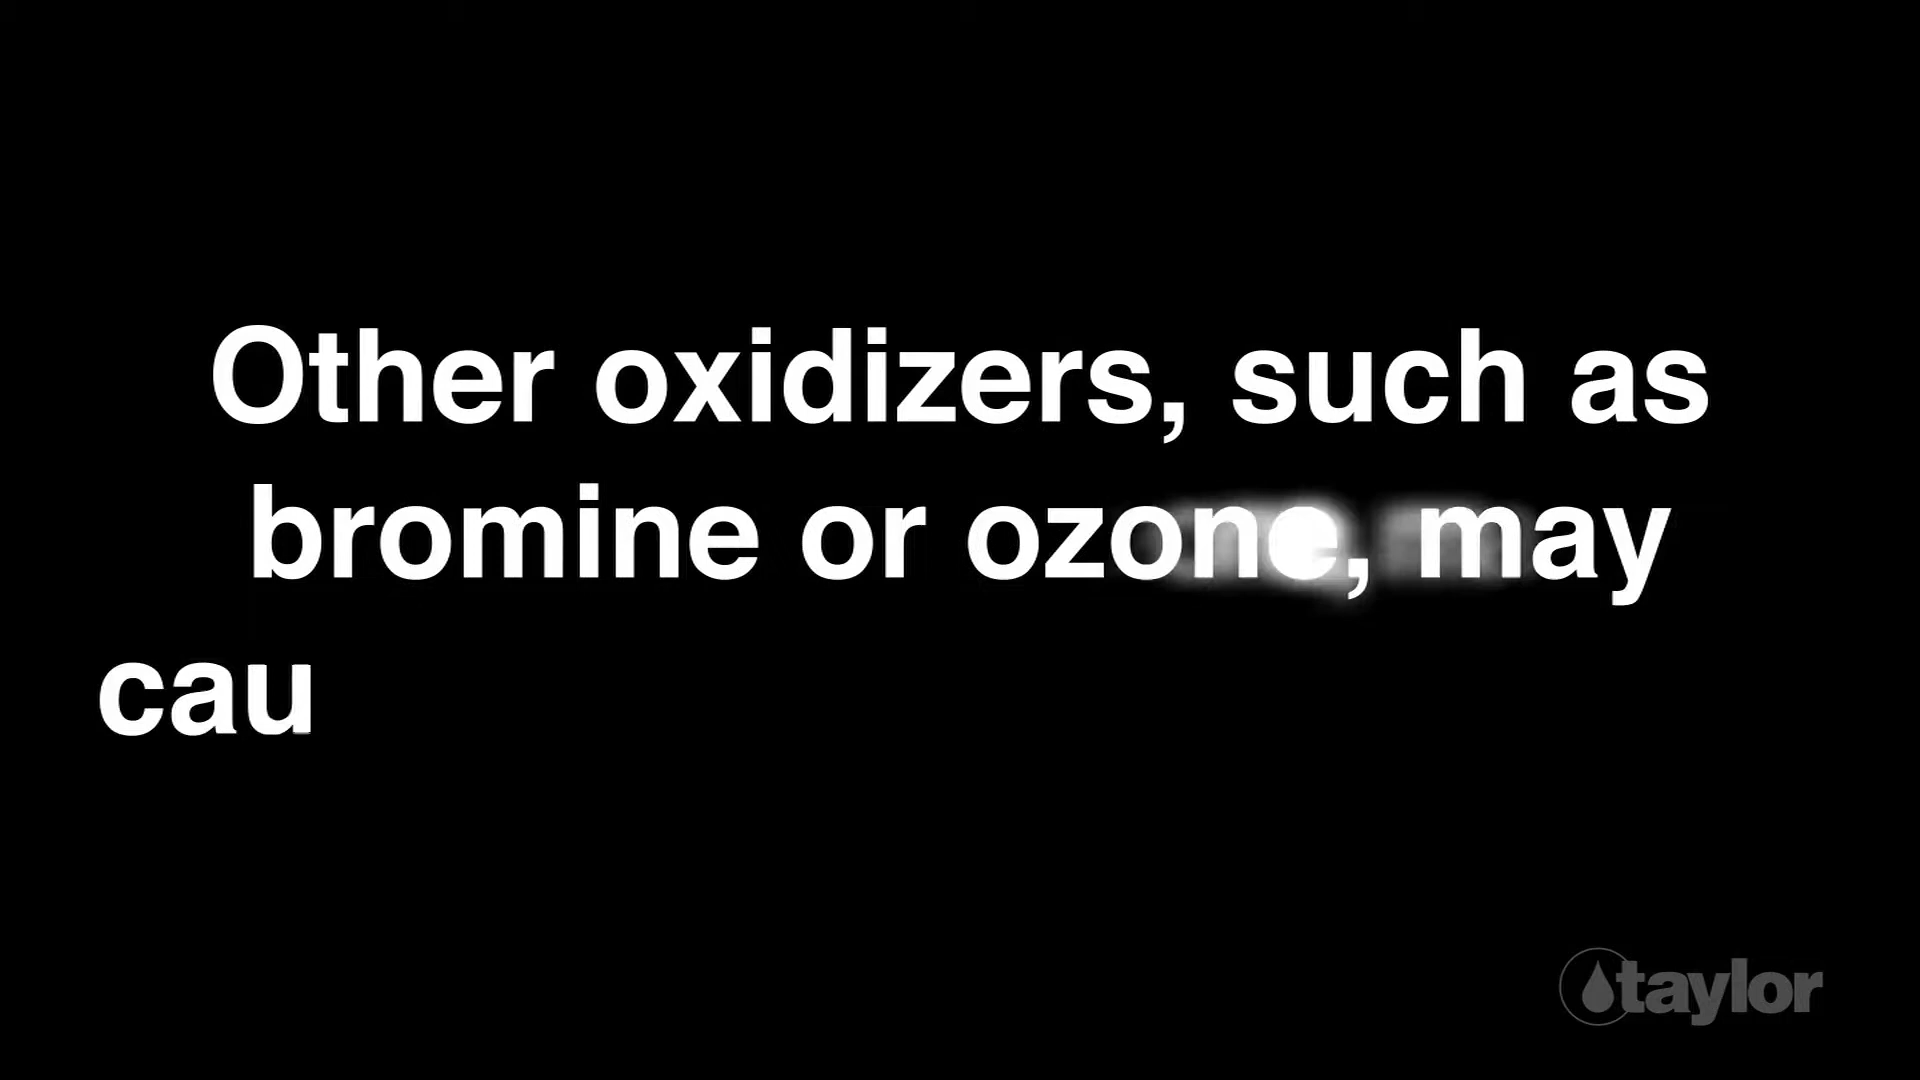 Other oxidizers, such as
bromine or ozone, may
cau
taylor